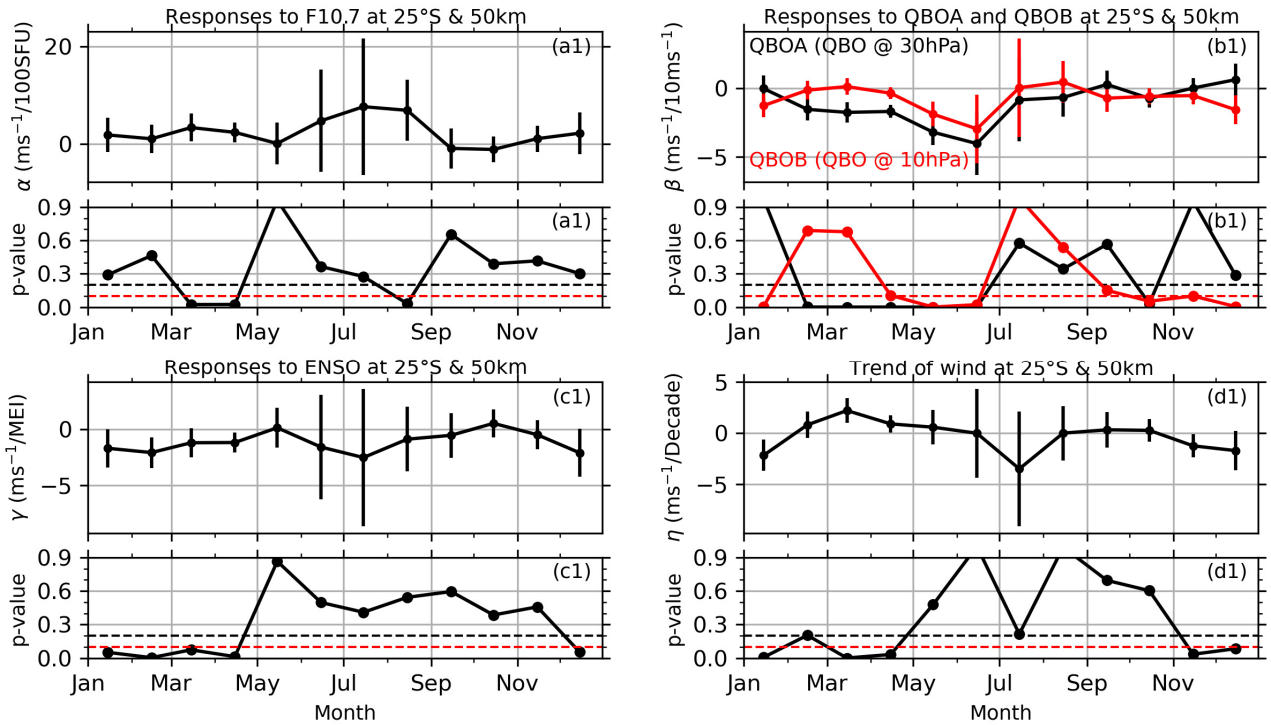 Responses to F10.7 at 25°S & 50km
α (ms⁻¹/100SFU)
20
0
(a1)
p-value
0.9
0.6
0.3
0.0
(a1)
Jan Mar May Jul Sep Nov
Responses to QBOA and QBOB at 25°S & 50km
β (ms⁻¹/10ms⁻¹)
0
−5
QBOA (QBO @ 30hPa)
(b1)
QBOB (QBO @ 10hPa)
p-value
0.9
0.6
0.3
0.0
(b1)
Jan Mar May Jul Sep Nov
Responses to ENSO at 25°S & 50km
γ (ms⁻¹/MEI)
0
−5
(c1)
p-value
0.9
0.6
0.3
0.0
(c1)
Jan Mar May Jul Sep Nov
Month
Trend of wind at 25°S & 50km
η (ms⁻¹/Decade)
5
0
−5
(d1)
p-value
0.9
0.6
0.3
0.0
(d1)
Jan Mar May Jul Sep Nov
Month